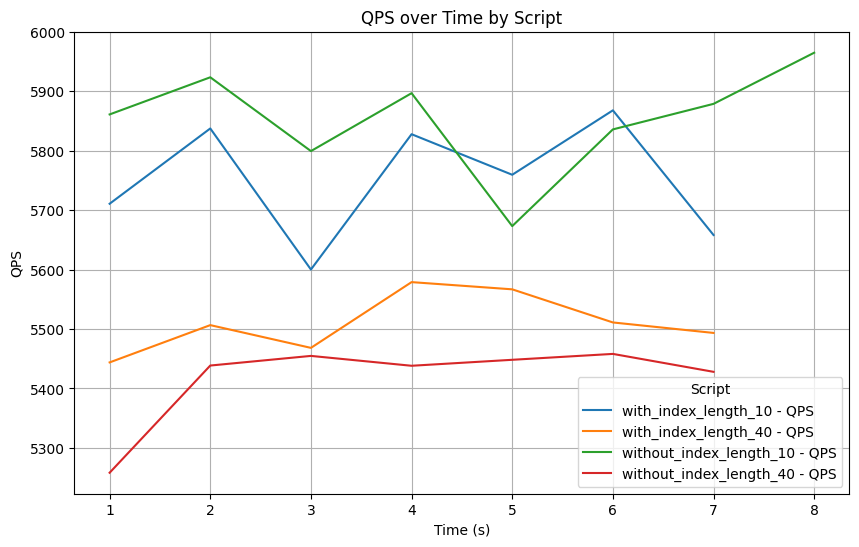 QPS over Time by Script
6000
5900
5800
5700
5600
5500
5400
5300
QPS
1 2 3 4 5 6 7 8
Time (s)
Script
with_index_length_10 - QPS
with_index_length_40 - QPS
without_index_length_10 - QPS
without_index_length_40 - QPS